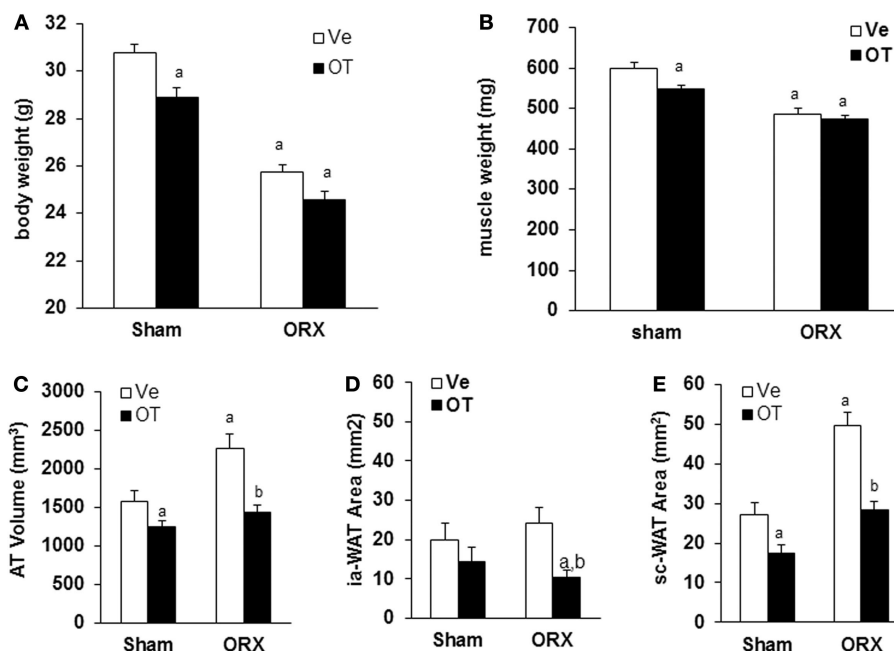 A
body weight (g)
32
30
28
26
24
22
20
Ve
OT
a
a
a
Sham
ORX
B
muscle weight (mg)
700
600
500
400
300
200
100
0
Ve
OT
a
a
a
sham
ORX
C
AT Volume (mm³)
3000
2500
2000
1500
1000
500
0
Ve
OT
a
a
b
Sham
ORX
D
ia-WAT Area (mm2)
60
50
40
30
20
10
0
Ve
OT
a,b
Sham
ORX
E
sc-WAT Area (mm²)
60
50
40
30
20
10
0
Ve
OT
a
a
b
Sham
ORX